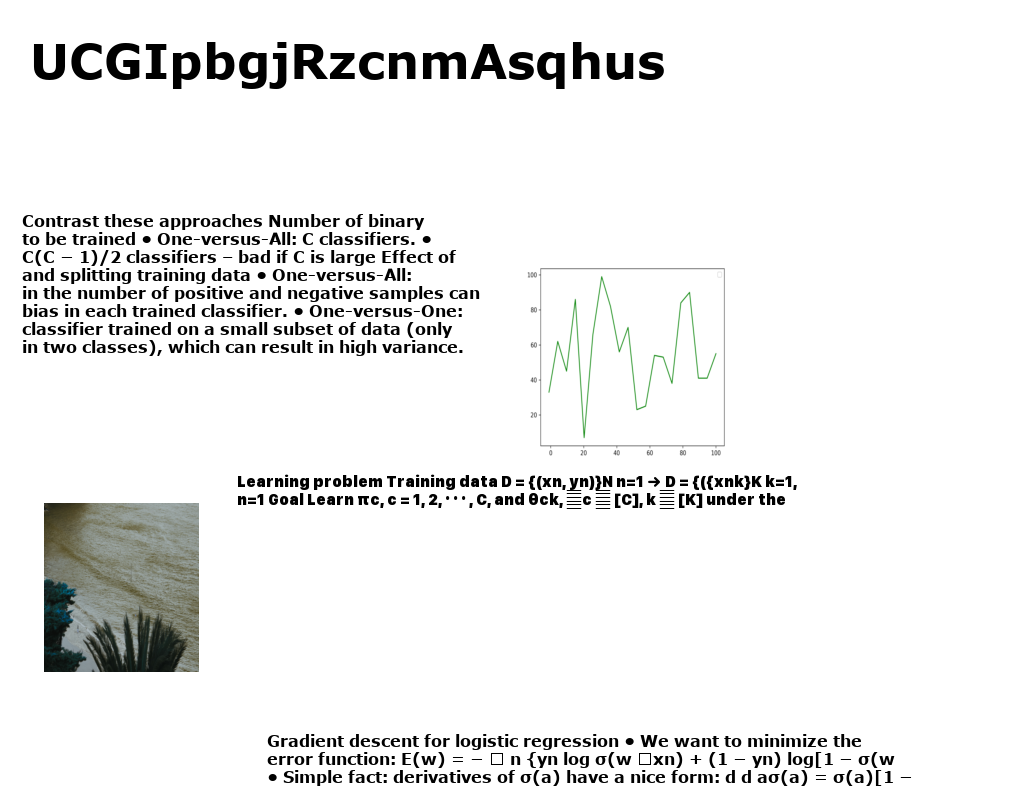 UCGIpbgjRzcnmAsqhus
Contrast these approaches Number of binary
to be trained • One-versus-All: C classifiers. •
C(C − 1)/2 classifiers – bad if C is large Effect of
and splitting training data • One-versus-All:
in the number of positive and negative samples can
bias in each trained classifier. • One-versus-One:
classifier trained on a small subset of data (only
in two classes), which can result in high variance.
100
80
60
40
20
0 20 40 60 80 100
Learning problem Training data D = {(xn, yn)}N n=1 → D = {({xnk}K k=1,
n=1 Goal Learn πc, c = 1, 2, · · · , C, and θck, c [C], k [K] under the
Gradient descent for logistic regression • We want to minimize the
error function: E(w) = − □ n {yn log σ(w □xn) + (1 − yn) log[1 − σ(w
• Simple fact: derivatives of σ(a) have a nice form: d d aσ(a) = σ(a)[1 −